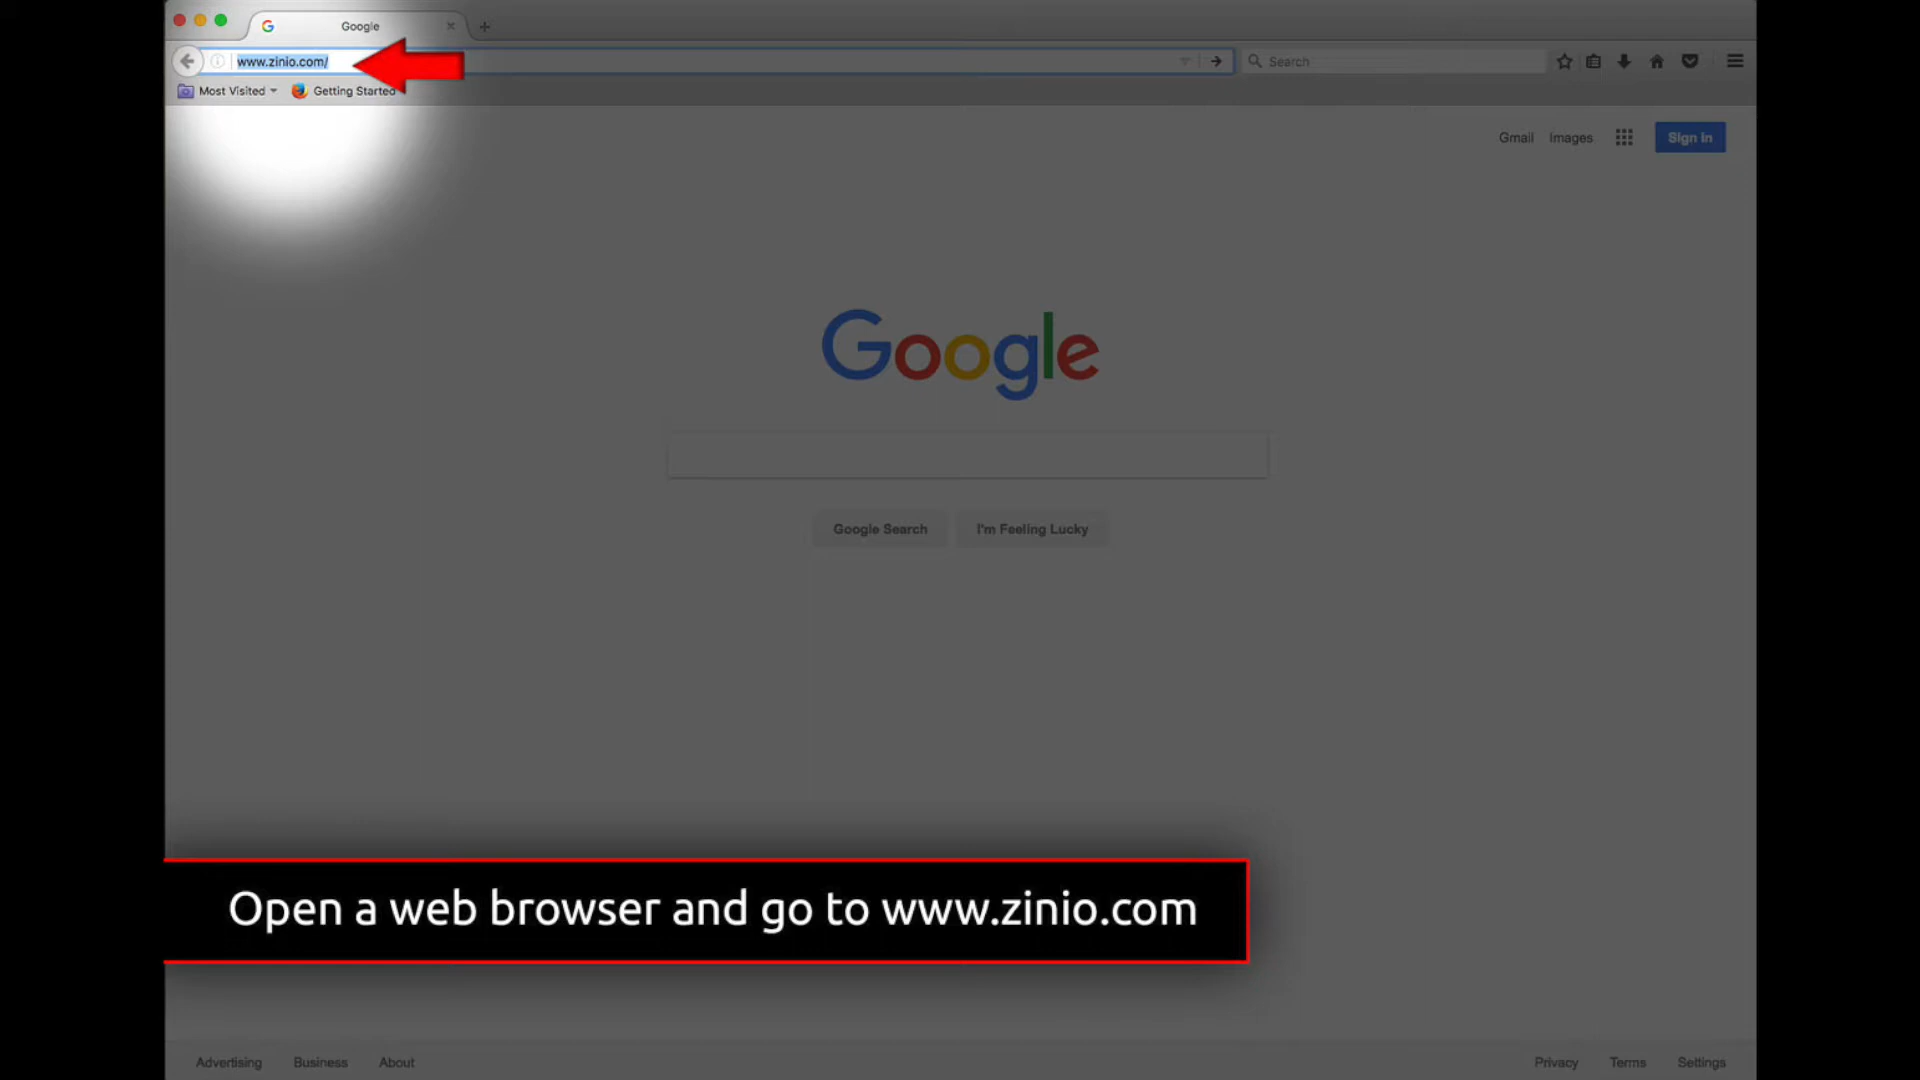 Google
www.zinio.com/
Search
Most Visited
Getting Started
Gmail
Images
Sign in
Google
Google Search
I'm Feeling Lucky
Open a web browser and go to www.zinio.com
Advertising
Business
About
Privacy
Terms
Settings